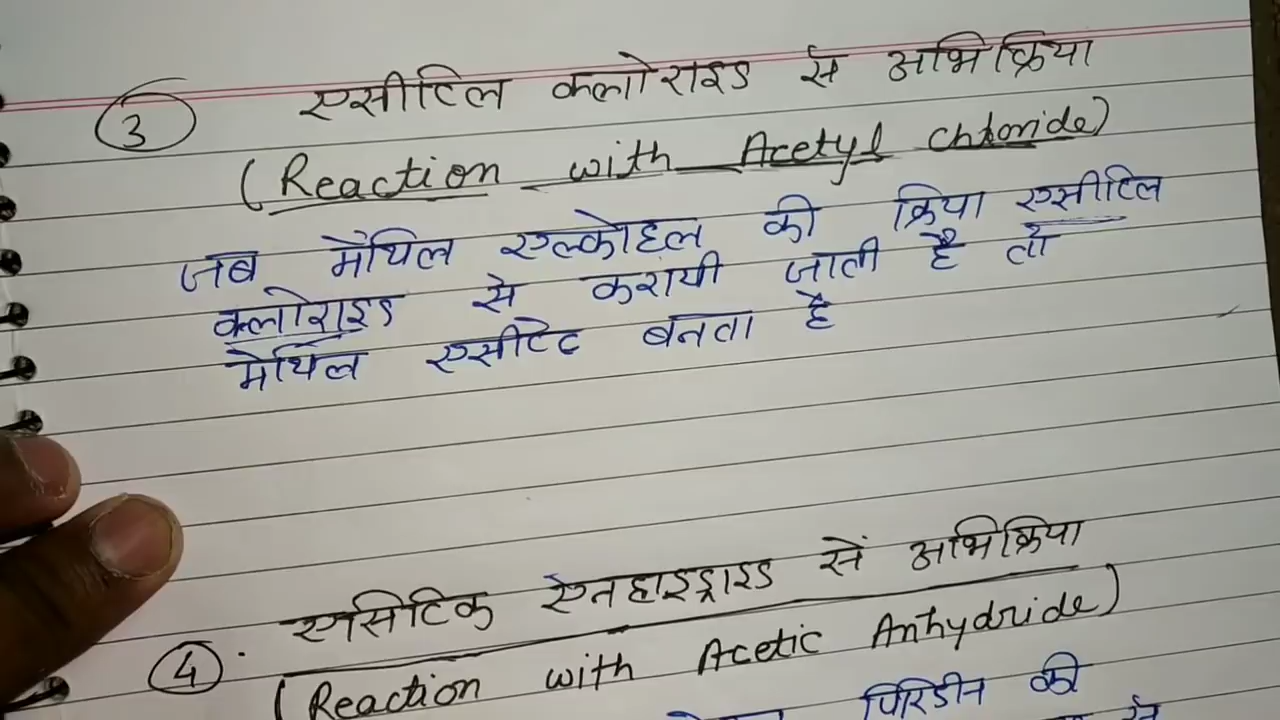 3 एसीटिल क्लोराइड से अभिक्रिया
(Reaction with Acetyl Chloride)
जब मेथिल एल्कोहल की क्रिया एसीटिल
क्लोराइड से करायी जाती है तो
मेथिल एसीटेट बनता है
4. एसिटिक ऐनहाइड्राइड सें अभिक्रिया
(Reaction with Acetic Anhydride)
पिरिडीन की